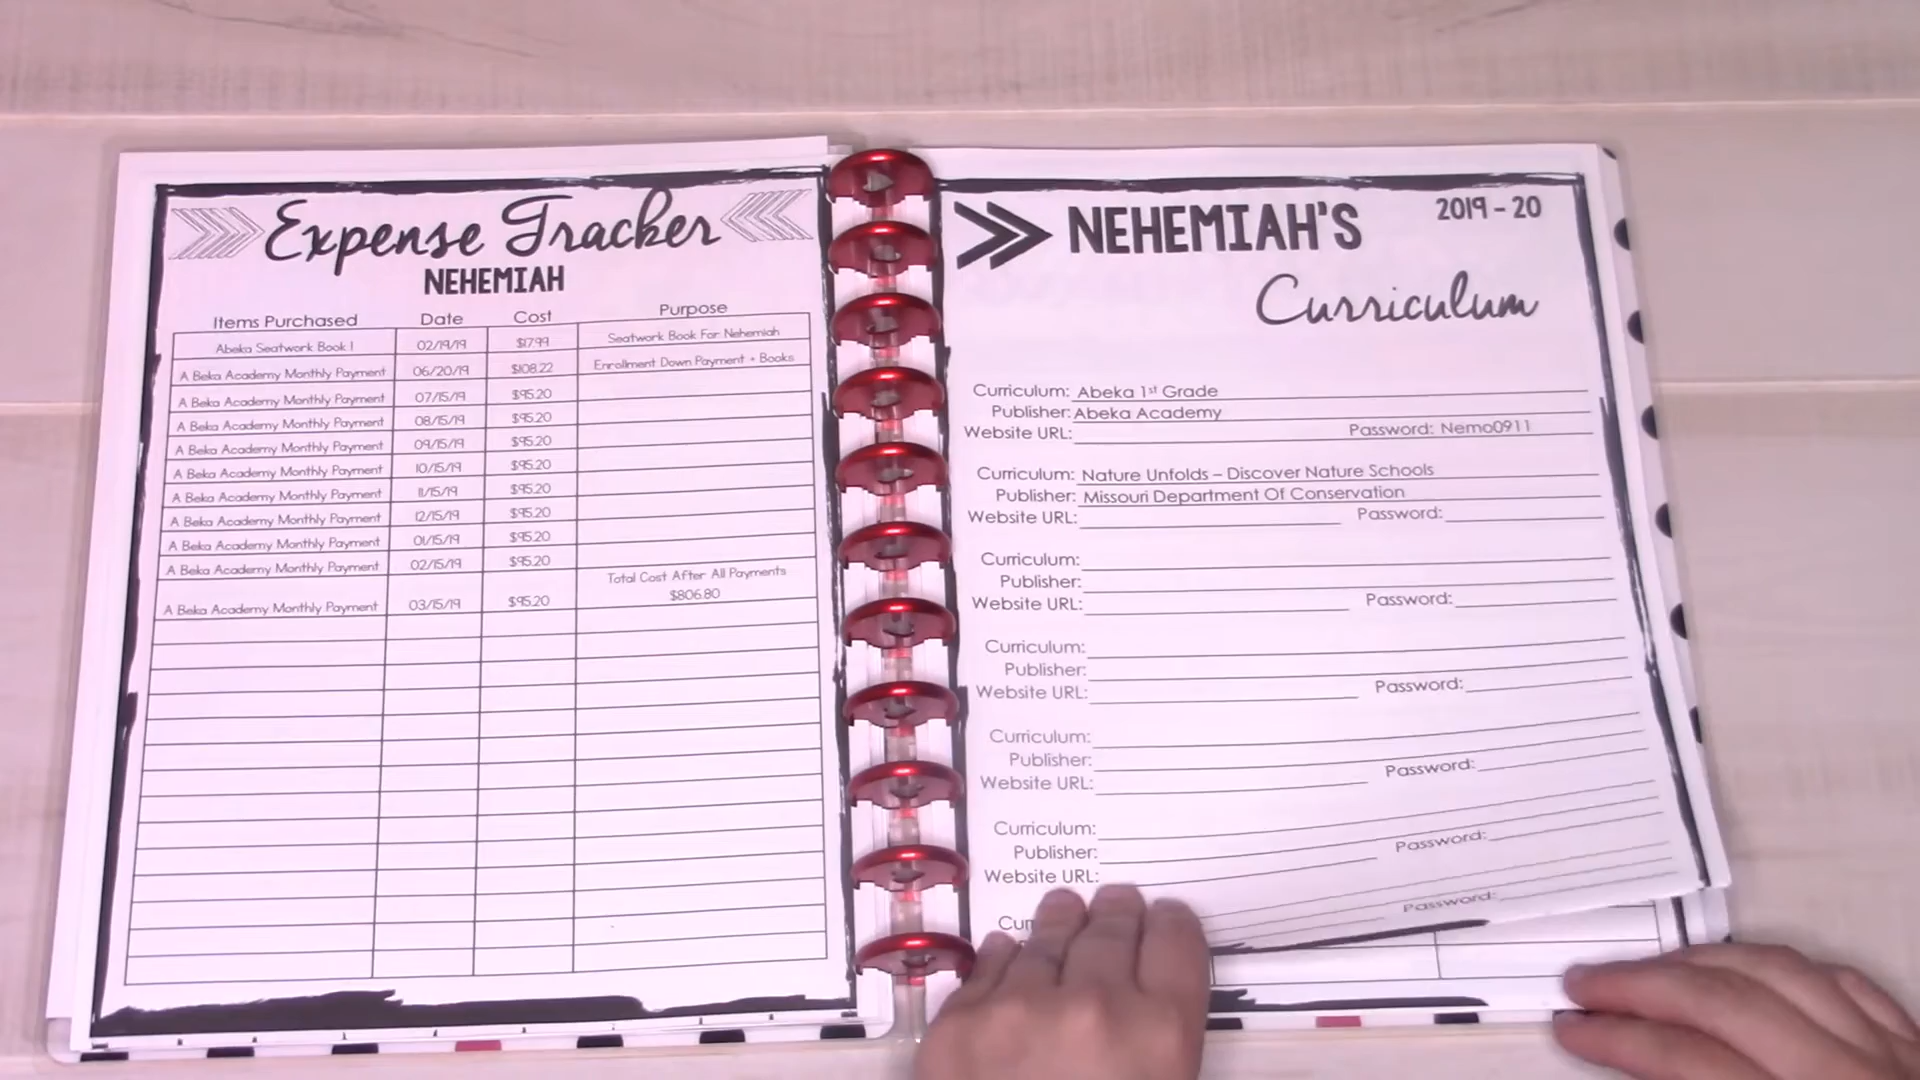 Expense Tracker
NEHEMIAH
Items Purchased Date Cost Purpose
Abeka Seatwork Book 1 02/19/19 $17.99 Seatwork Book For Nehemiah
A Beka Academy Monthly Payment 06/20/19 $108.22 Enrollment Down Payment + Books
A Beka Academy Monthly Payment 07/15/19 $95.20
A Beka Academy Monthly Payment 08/15/19 $95.20
A Beka Academy Monthly Payment 09/15/19 $95.20
A Beka Academy Monthly Payment 10/15/19 $95.20
A Beka Academy Monthly Payment 11/15/19 $95.20
A Beka Academy Monthly Payment 12/15/19 $95.20
A Beka Academy Monthly Payment 01/15/19 $95.20
A Beka Academy Monthly Payment 02/15/19 $95.20
Total Cost After All Payments
A Beka Academy Monthly Payment 03/15/19 $95.20 $806.80
NEHEMIAH'S 2019 - 20
Curriculum
Curriculum: Abeka 1st Grade
Publisher: Abeka Academy
Website URL: Password: Nemo0911
Curriculum: Nature Unfolds – Discover Nature Schools
Publisher: Missouri Department Of Conservation
Website URL: Password:
Curriculum:
Publisher:
Website URL: Password:
Curriculum:
Publisher:
Website URL: Password:
Curriculum:
Publisher:
Website URL: Password:
Curriculum:
Publisher:
Website URL: Password:
Password: